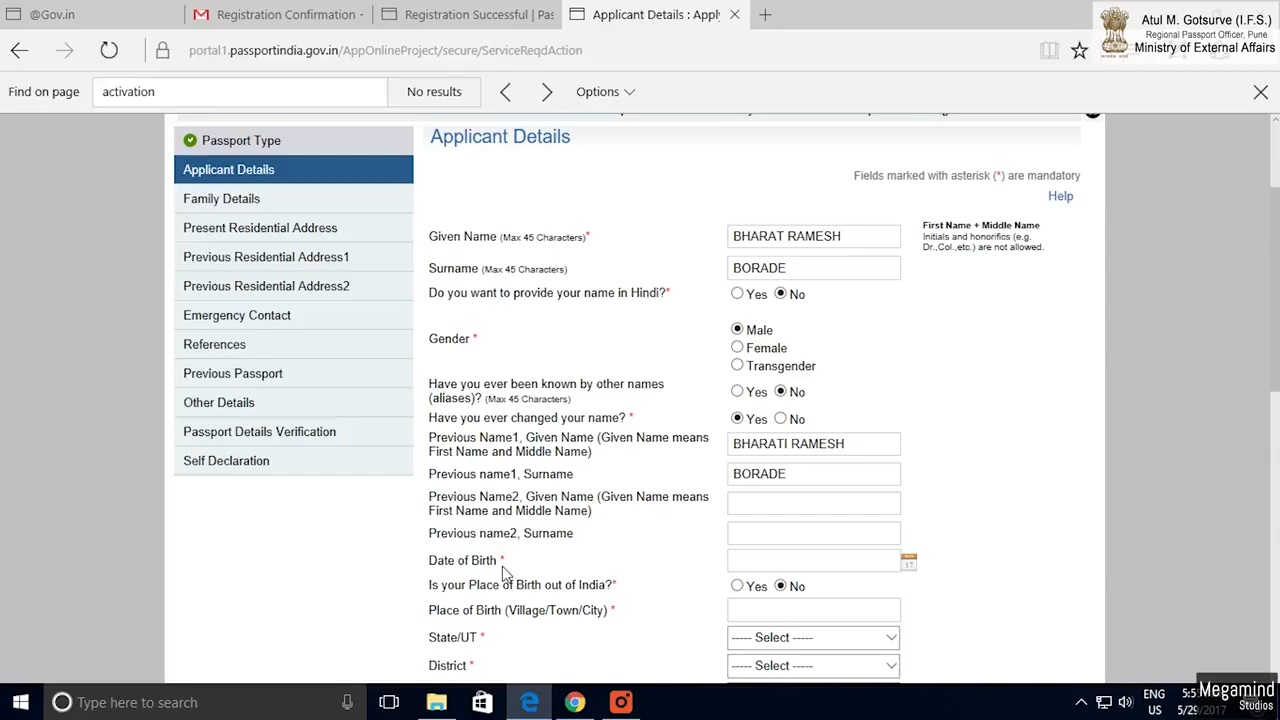 @Gov.in
Registration Confirmation -
Registration Successful | Pas
Applicant Details : Apply
Atul M. Gotsurve (I.F.S.)
Regional Passport Officer, Pune
Ministry of External Affairs
portal1.passportindia.gov.in/AppOnlineProject/secure/ServiceReqdAction
Find on page
activation
No results
Options
Passport Type
Applicant Details
Family Details
Present Residential Address
Previous Residential Address1
Previous Residential Address2
Emergency Contact
References
Previous Passport
Other Details
Passport Details Verification
Self Declaration
Applicant Details
Fields marked with asterisk (*) are mandatory
Help
Given Name (Max 45 Characters)*
BHARAT RAMESH
First Name + Middle Name
Initials and honorifics (e.g.
Dr.,Col.,etc.) are not allowed.
Surname (Max 45 Characters)
BORADE
Do you want to provide your name in Hindi?*
Yes No
Gender *
Male
Female
Transgender
Have you ever been known by other names
(aliases)? (Max 45 Characters)
Yes No
Have you ever changed your name? *
Yes No
Previous Name1, Given Name (Given Name means
First Name and Middle Name)
BHARATI RAMESH
Previous name1, Surname
BORADE
Previous Name2, Given Name (Given Name means
First Name and Middle Name)
Previous name2, Surname
Date of Birth *
17
Is your Place of Birth out of India?*
Yes No
Place of Birth (Village/Town/City) *
State/UT *
----- Select -----
District *
----- Select -----
Type here to search
ENG
US
5/29/2017
Megamind
Studios